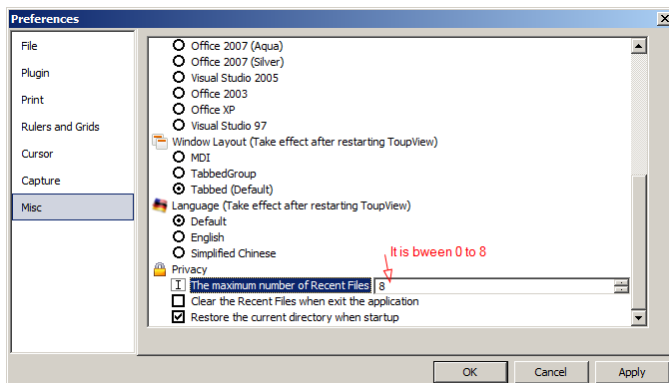 Preferences
File
Plugin
Print
Rulers and Grids
Cursor
Capture
Misc
Office 2007 (Aqua)
Office 2007 (Silver)
Visual Studio 2005
Office 2003
Office XP
Visual Studio 97
Window Layout (Take effect after restarting ToupView)
MDI
TabbedGroup
Tabbed (Default)
Language (Take effect after restarting ToupView)
Default
English
Simplified Chinese
It is bween 0 to 8
Privacy
The maximum number of Recent Files 8
Clear the Recent Files when exit the application
Restore the current directory when startup
OK Cancel Apply